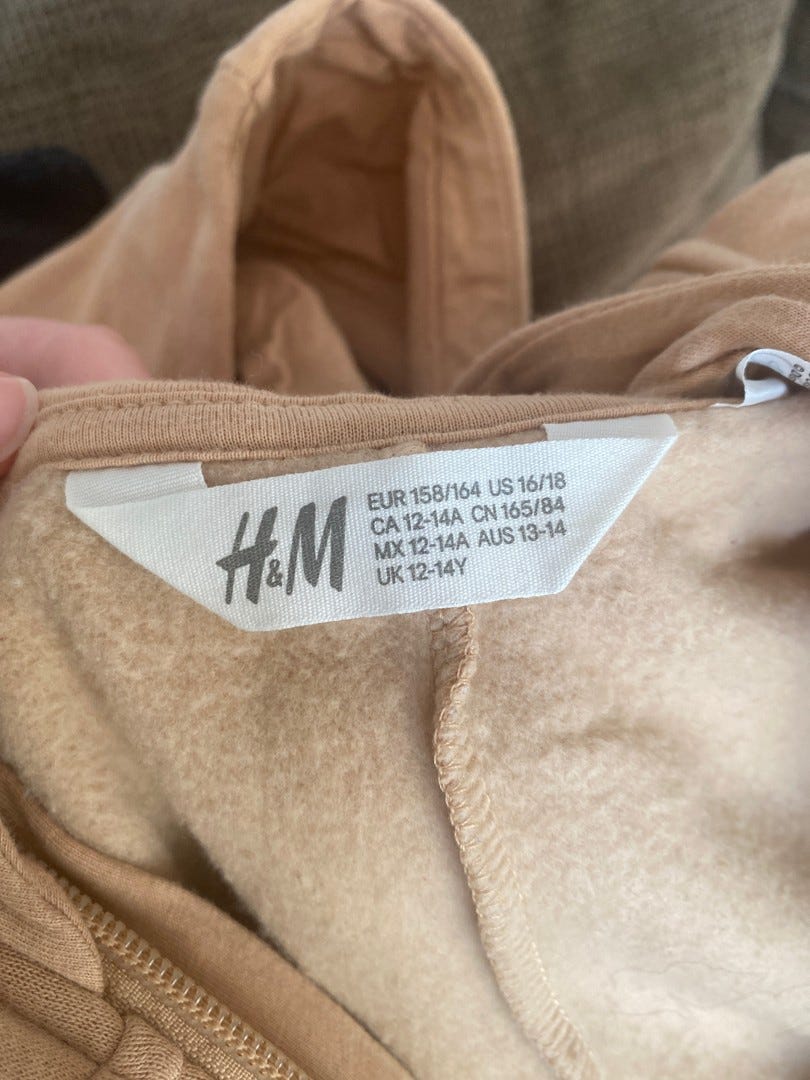 H&M
EUR 158/164 US 16/18
CA 12-14A CN 165/84
MX 12-14A AUS 13-14
UK 12-14Y